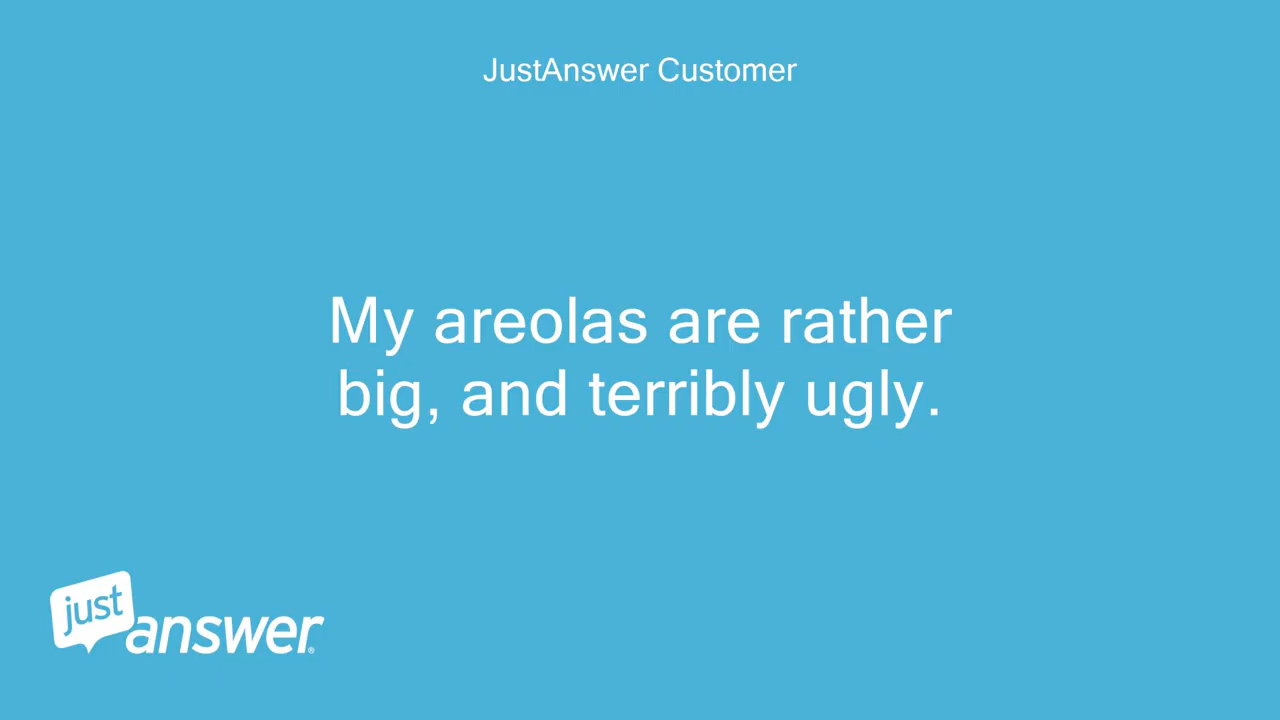 JustAnswer Customer
My areolas are rather
big, and terribly ugly.
just
answer®